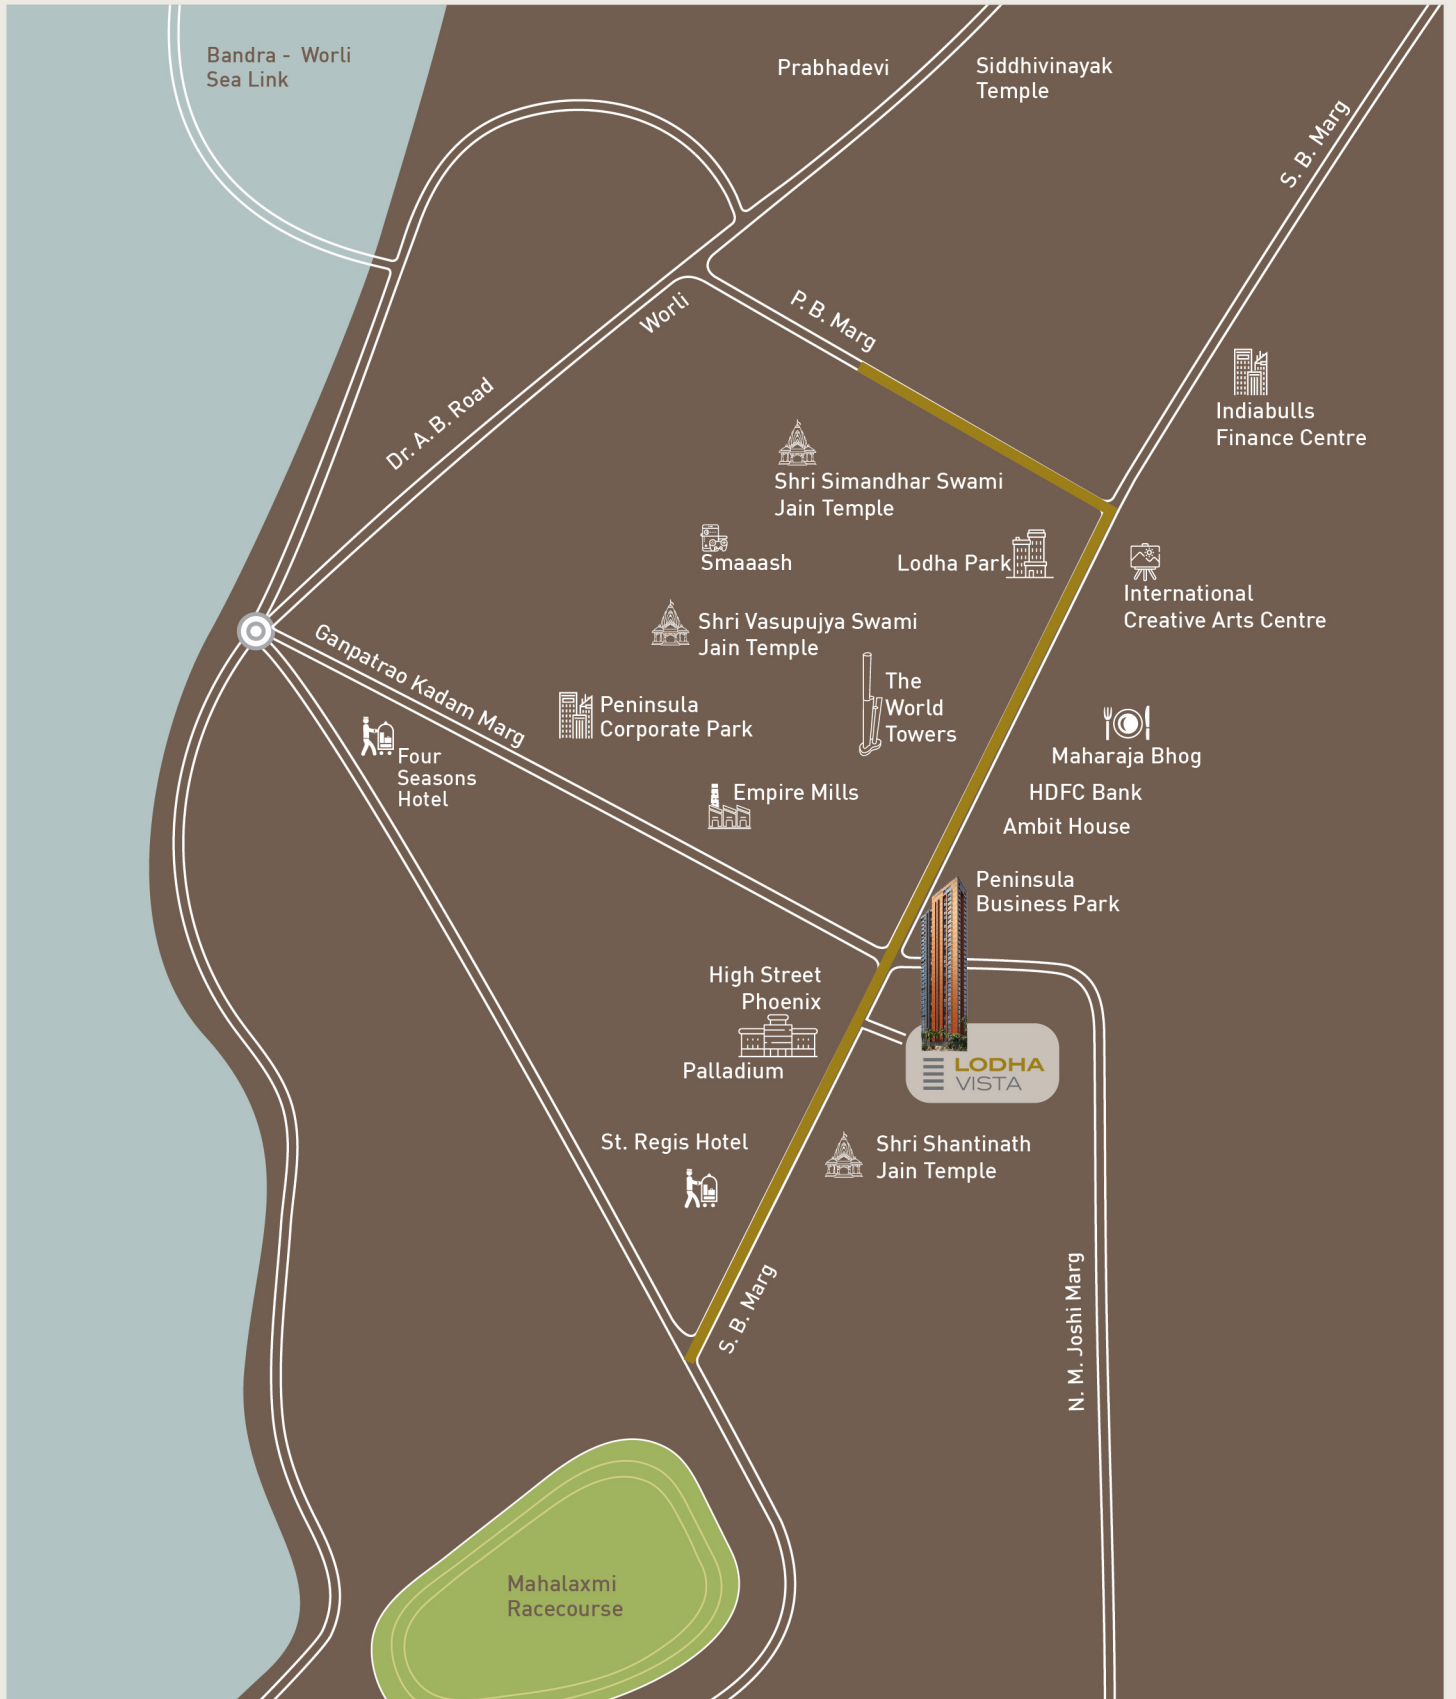 Bandra - Worli
Sea Link
Prabhadevi
Siddhivinayak
Temple
S. B. Marg
P. B. Marg
Worli
Dr. A. B. Road
Indiabulls
Finance Centre
Shri Simandhar Swami
Jain Temple
Smaaash
Lodha Park
International
Creative Arts Centre
Shri Vasupujya Swami
Jain Temple
Ganpatrao Kadam Marg
The
World
Towers
Peninsula
Corporate Park
Four
Seasons
Hotel
Maharaja Bhog
Empire Mills
HDFC Bank
Ambit House
Peninsula
Business Park
High Street
Phoenix
Palladium
LODHA
VISTA
St. Regis Hotel
Shri Shantinath
Jain Temple
S. B. Marg
N. M. Joshi Marg
Mahalaxmi
Racecourse